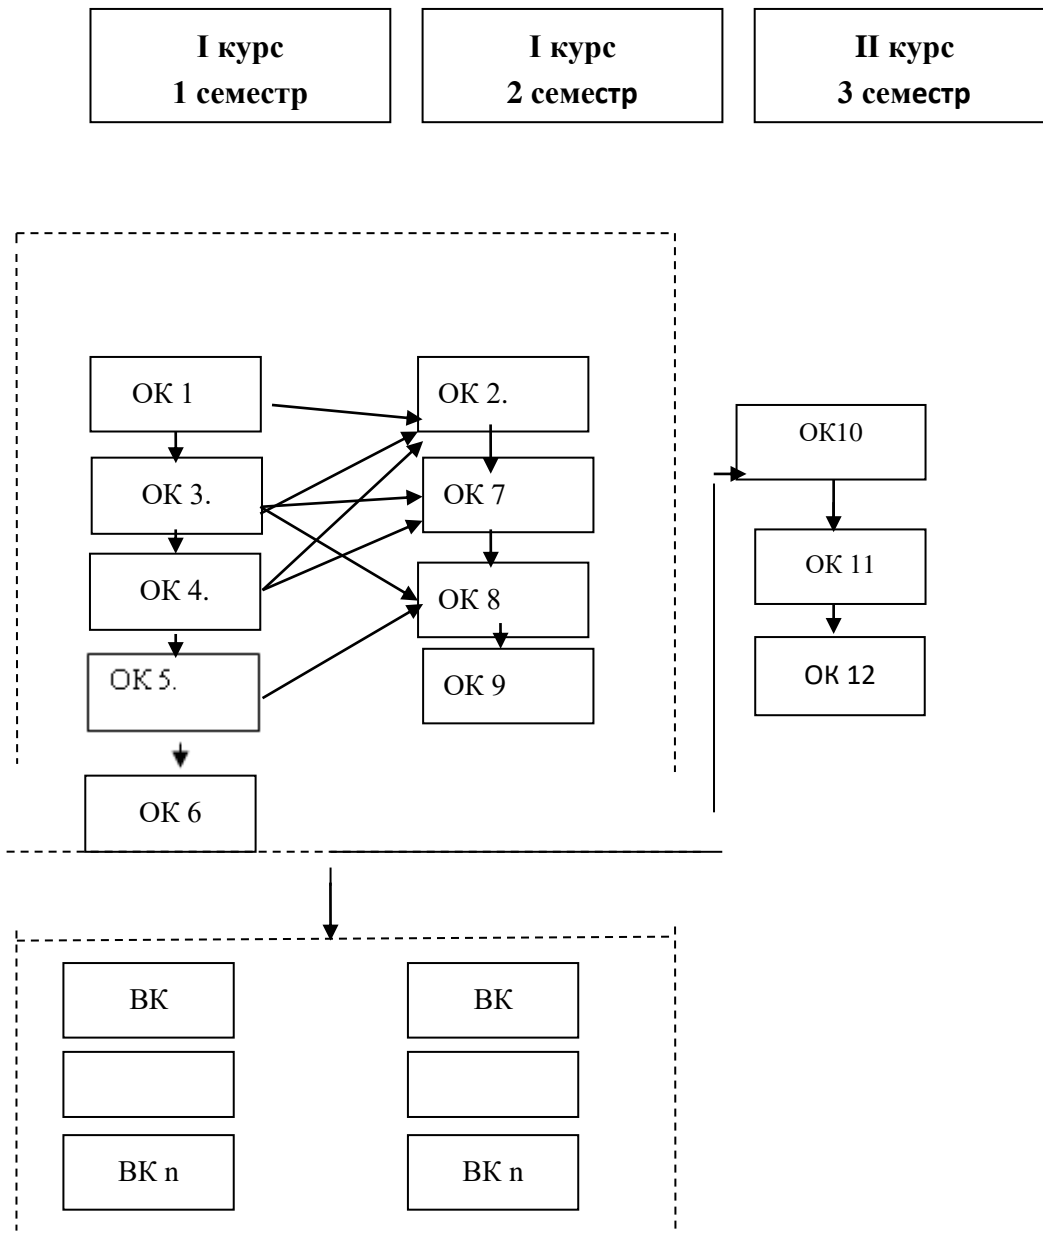 I курс
1 семестр
I курс
2 семестр
II курс
3 семестр
ОК 1
ОК 2.
ОК10
ОК 3.
ОК 7
ОК 11
ОК 4.
ОК 8
ОК 5.
ОК 9
ОК 12
ОК 6
ВК
ВК
ВК n
ВК n